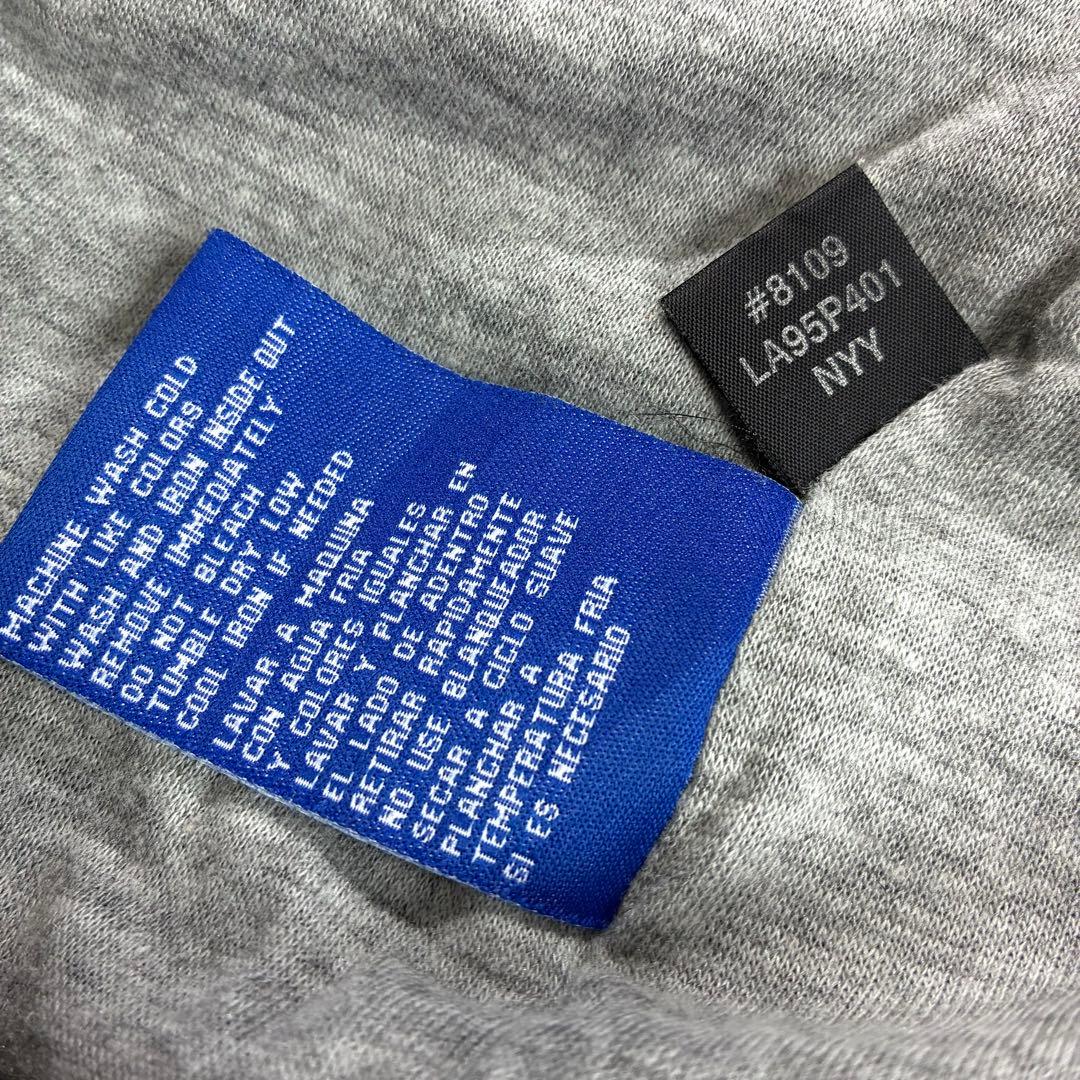 MACHINE WASH COLD
WITH LIKE COLORS
WASH AND IRON INSIDE OUT
REMOVE IMMEDIATELY
DO NOT BLEACH
TUMBLE DRY LOW
COOL IRON IF NEEDED
LAVAR A MAQUINA
CON AGUA FRIA
Y COLORES IGUALES
LAVAR Y PLANCHAR EN
EL LADO DE ADENTRO
RETIRAR RAPIDAMENTE
NO USE BLANQUEADOR
SECAR A CICLO SUAVE
PLANCHAR A
TEMPERATURA FRIA
SI ES NECESARIO
#8109
LA95P401
NYY